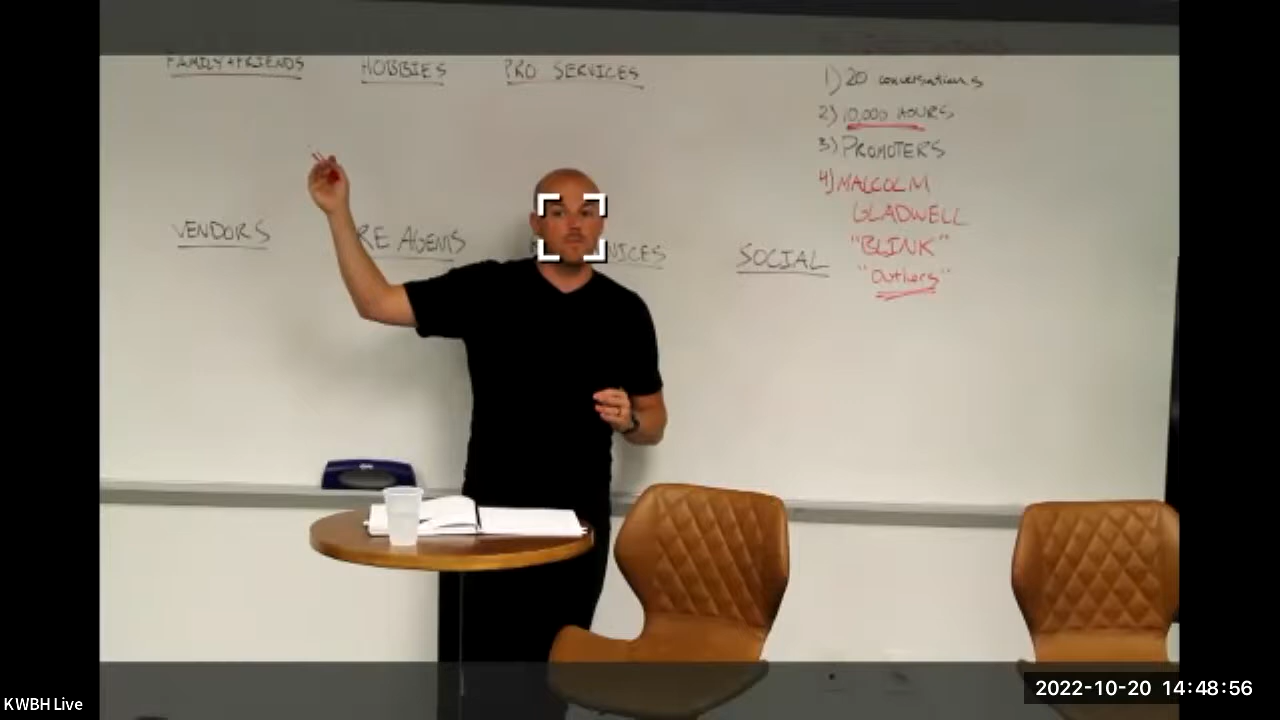 FAMILY+FRIENDS HOBBIES PRO SERVICES
1) 20 conversations
2) 10,000 HOURS
3) PROMOTERS
4) MALCOLM
GLADWELL
VENDORS RE AGENTS VICES SOCIAL
"BLINK"
"Outliers"
KWBH Live
2022-10-20 14:48:56